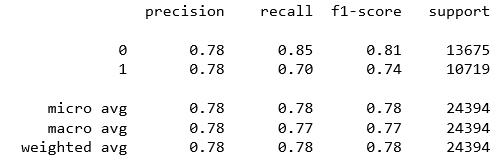 precision recall f1-score support
0 0.78 0.85 0.81 13675
1 0.78 0.70 0.74 10719
micro avg 0.78 0.78 0.78 24394
macro avg 0.78 0.77 0.77 24394
weighted avg 0.78 0.78 0.78 24394